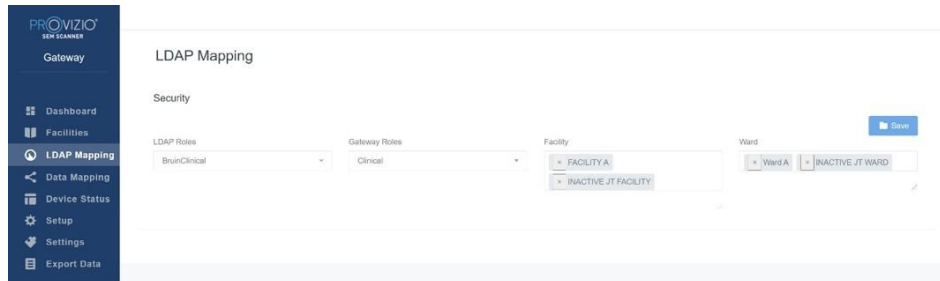 PROVIZIO®
SEM SCANNER
Gateway
Dashboard
Facilities
LDAP Mapping
Data Mapping
Device Status
Setup
Settings
Export Data
LDAP Mapping
Security
Save
LDAP Roles
Gateway Roles
Facility
Ward
BruinClinical
Clinical
× FACILITY A
× INACTIVE JT FACILITY
× Ward A
× INACTIVE JT WARD